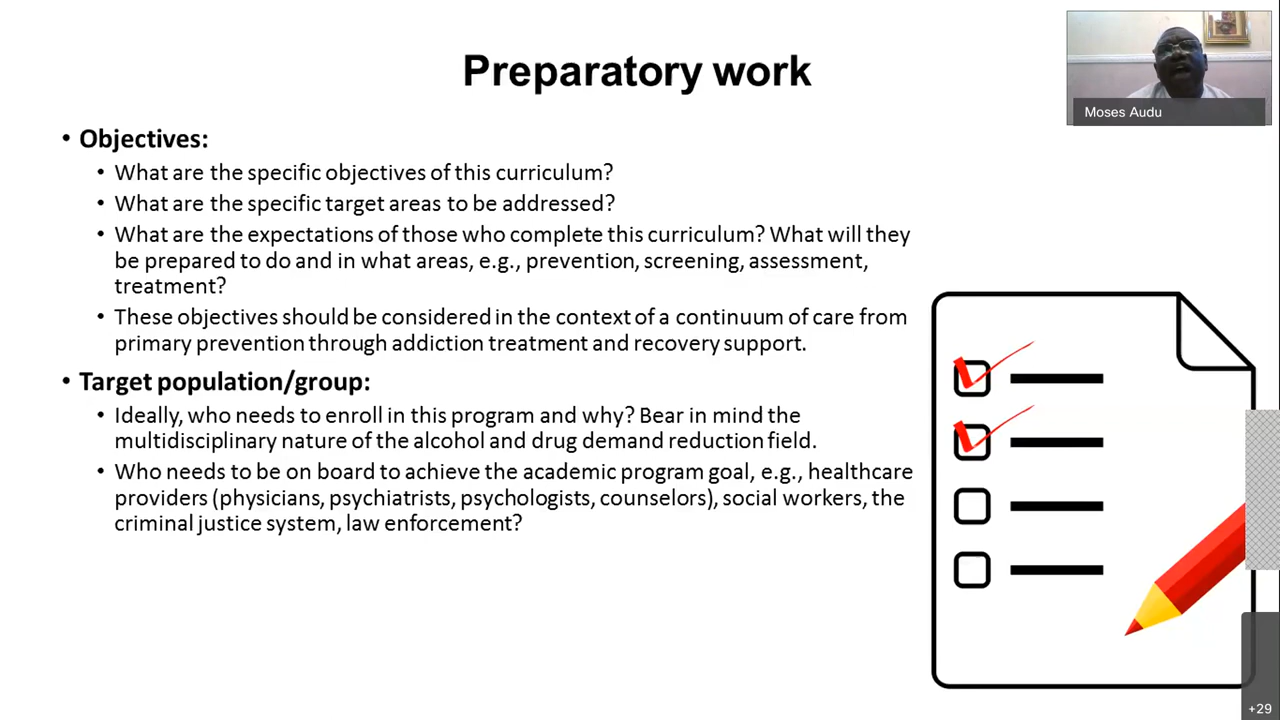 Preparatory work
Moses Audu
• Objectives:
• What are the specific objectives of this curriculum?
• What are the specific target areas to be addressed?
• What are the expectations of those who complete this curriculum? What will they
be prepared to do and in what areas, e.g., prevention, screening, assessment,
treatment?
• These objectives should be considered in the context of a continuum of care from
primary prevention through addiction treatment and recovery support.
• Target population/group:
• Ideally, who needs to enroll in this program and why? Bear in mind the
multidisciplinary nature of the alcohol and drug demand reduction field.
• Who needs to be on board to achieve the academic program goal, e.g., healthcare
providers (physicians, psychiatrists, psychologists, counselors), social workers, the
criminal justice system, law enforcement?
+29